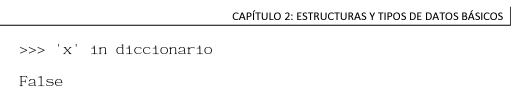 CAPÍTULO 2: ESTRUCTURAS Y TIPOS DE DATOS BÁSICOS
>>> 'x' in diccionario
False